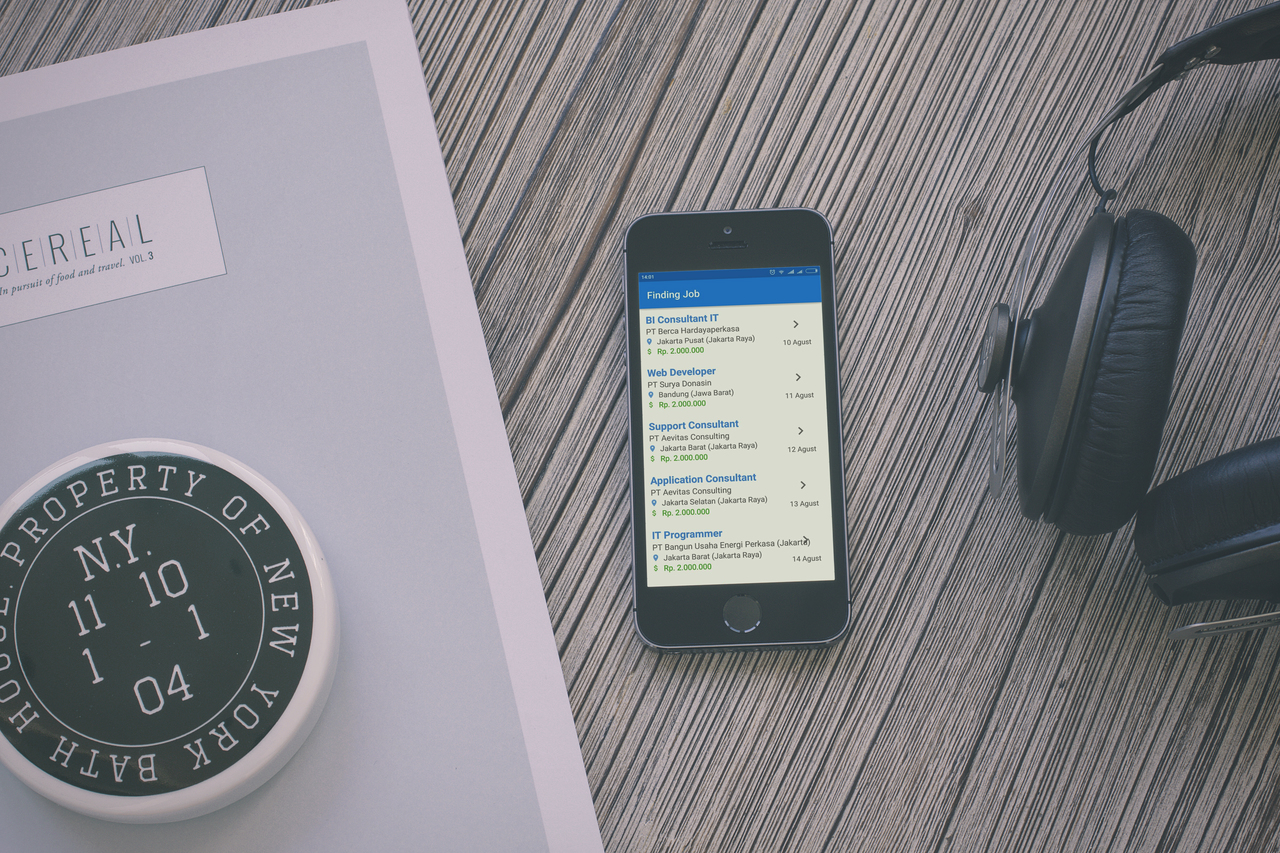 CEREAL
In pursuit of food and travel. VOL.3
PROPERTY OF NEW YORK BATH HOUSE.
N.Y.
11 10
1 - 1
04
14:01
Finding Job
BI Consultant IT
PT Berca Hardayaperkasa
Jakarta Pusat (Jakarta Raya)
10 Agust
$ Rp. 2.000.000
Web Developer
PT Surya Donasin
Bandung (Jawa Barat)
11 Agust
$ Rp. 2.000.000
Support Consultant
PT Aevitas Consulting
Jakarta Barat (Jakarta Raya)
12 Agust
$ Rp. 2.000.000
Application Consultant
PT Aevitas Consulting
Jakarta Selatan (Jakarta Raya)
13 Agust
$ Rp. 2.000.000
IT Programmer
PT Bangun Usaha Energi Perkasa (Jakarta)
Jakarta Barat (Jakarta Raya)
14 Agust
$ Rp. 2.000.000